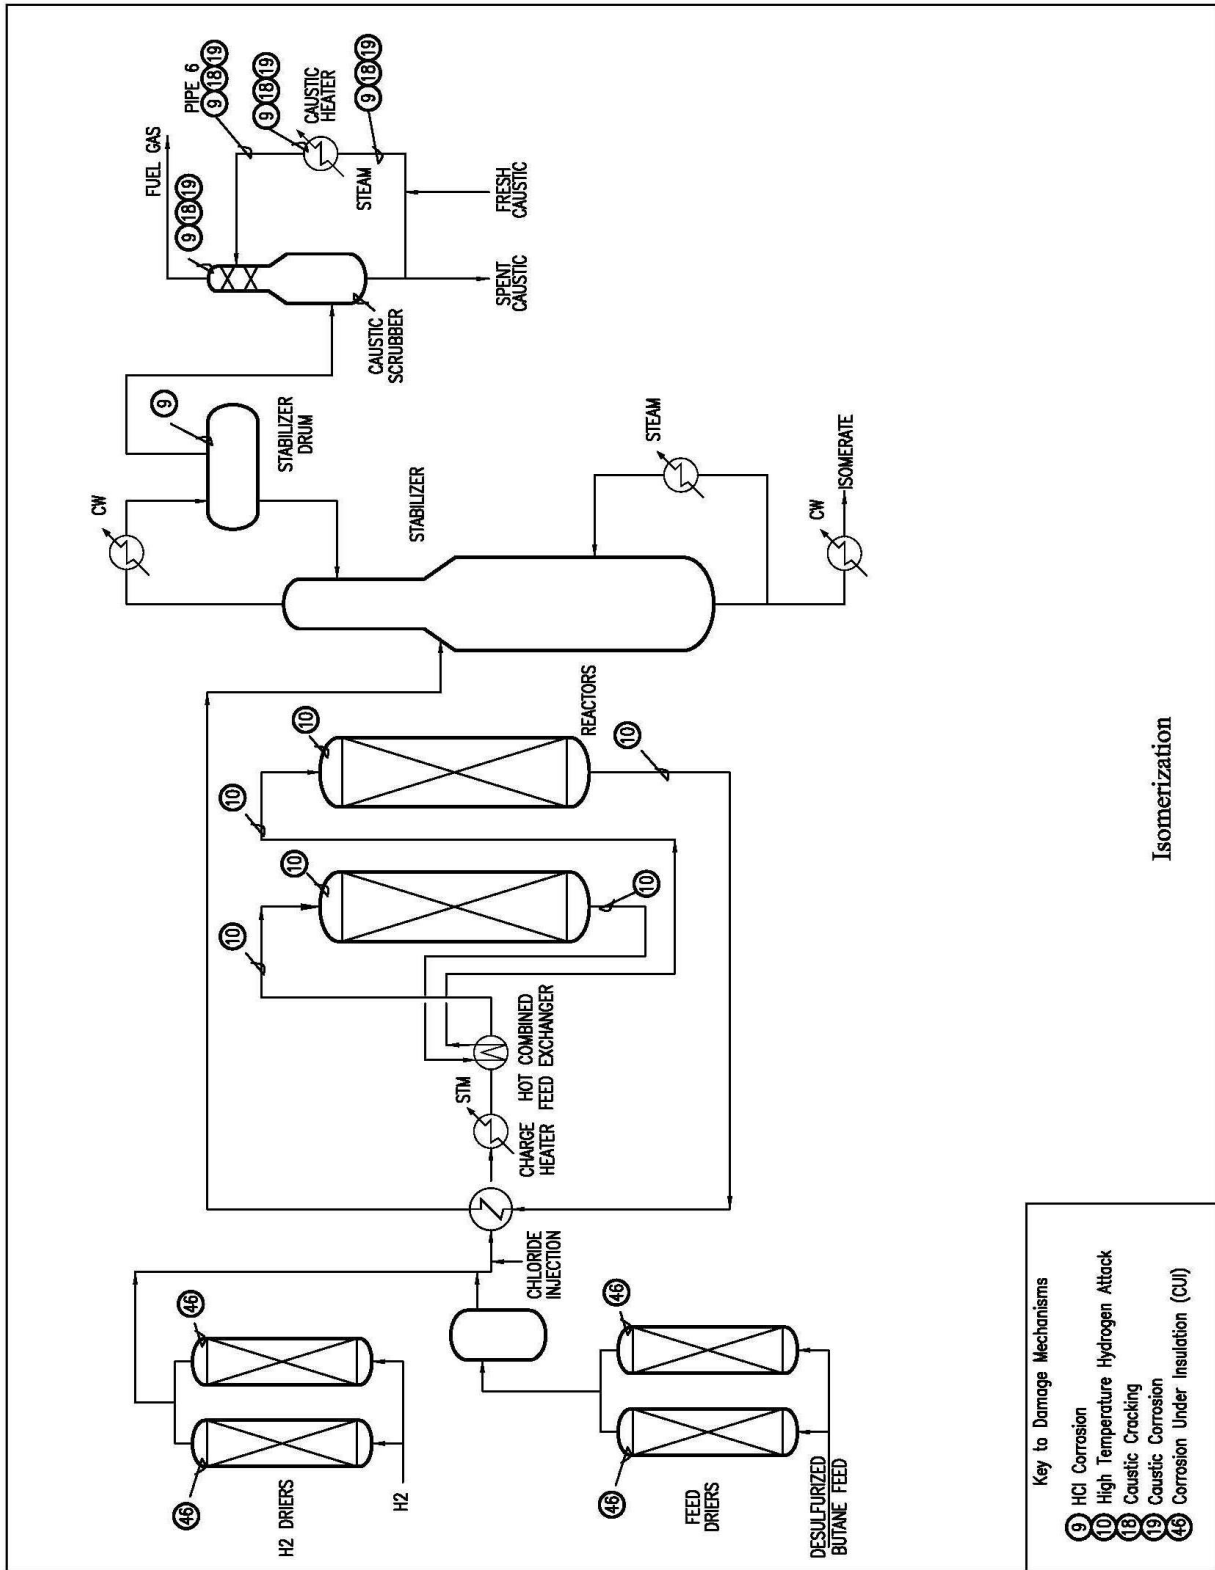 H2 DRIERS
46
46
H2
FEED
DRIERS
46
46
DESULFURIZED
BUTANE FEED
CHLORIDE
INJECTION
CHARGE
HEATER
STM
HOT COMBINED
FEED EXCHANGER
10
10
10
10
10
10
REACTORS
STABILIZER
CW
STABILIZER
DRUM
9
STEAM
CW
ISOMERATE
CAUSTIC
SCRUBBER
9 18 19
FUEL GAS
PIPE 6
9 18 19
9 18 19
CAUSTIC
HEATER
STEAM
9 18 19
SPENT
CAUSTIC
FRESH
CAUSTIC
Key to Damage Mechanisms
9 HCl Corrosion
10 High Temperature Hydrogen Attack
18 Caustic Cracking
19 Caustic Corrosion
46 Corrosion Under Insulation (CUI)
Isomerization